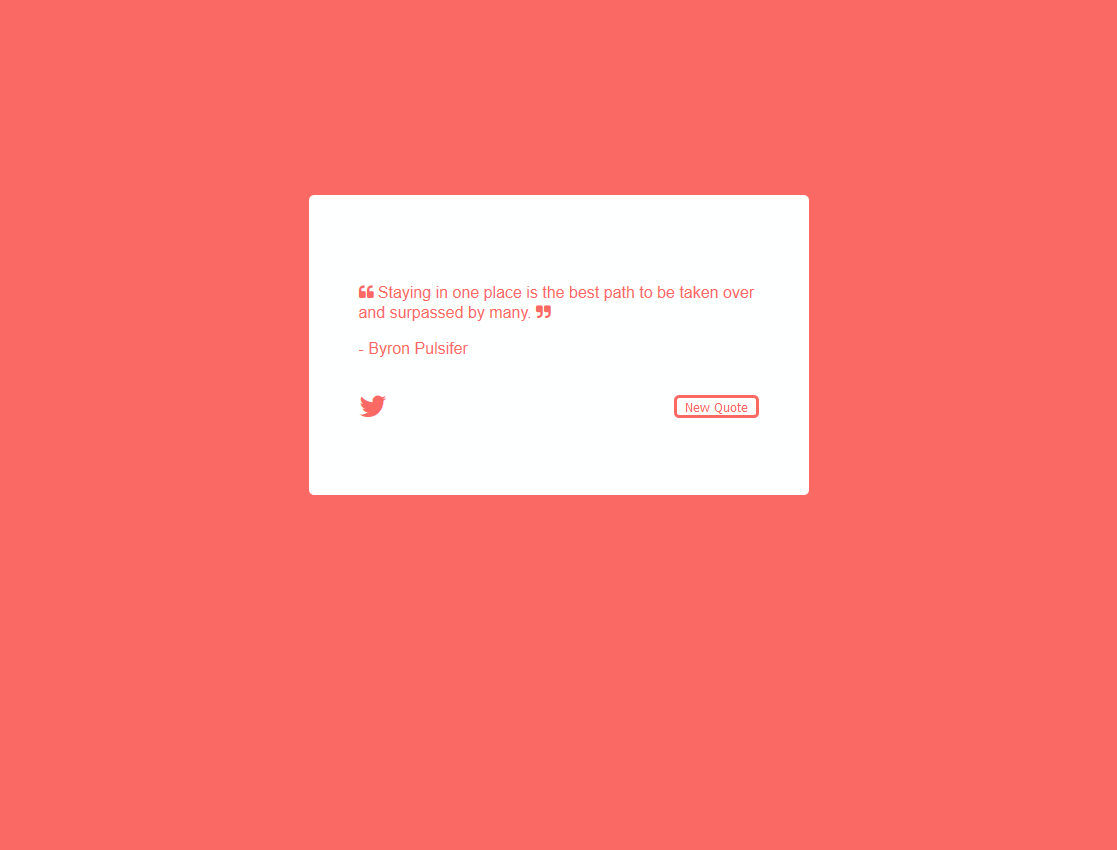 ❝ Staying in one place is the best path to be taken over
and surpassed by many. ❞
- Byron Pulsifer
New Quote